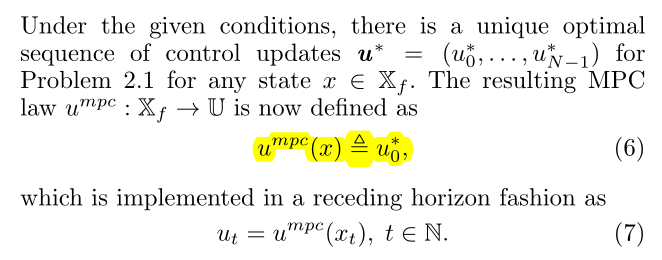 Under the given conditions, there is a unique optimal
sequence of control updates u* = (u₀*, . . . , u*_{N−1}) for
Problem 2.1 for any state x ∈ 𝕏_f. The resulting MPC
law u^{mpc} : 𝕏_f → 𝕌 is now defined as
u^{mpc}(x) ≜ u₀*, (6)
which is implemented in a receding horizon fashion as
u_t = u^{mpc}(x_t), t ∈ ℕ. (7)